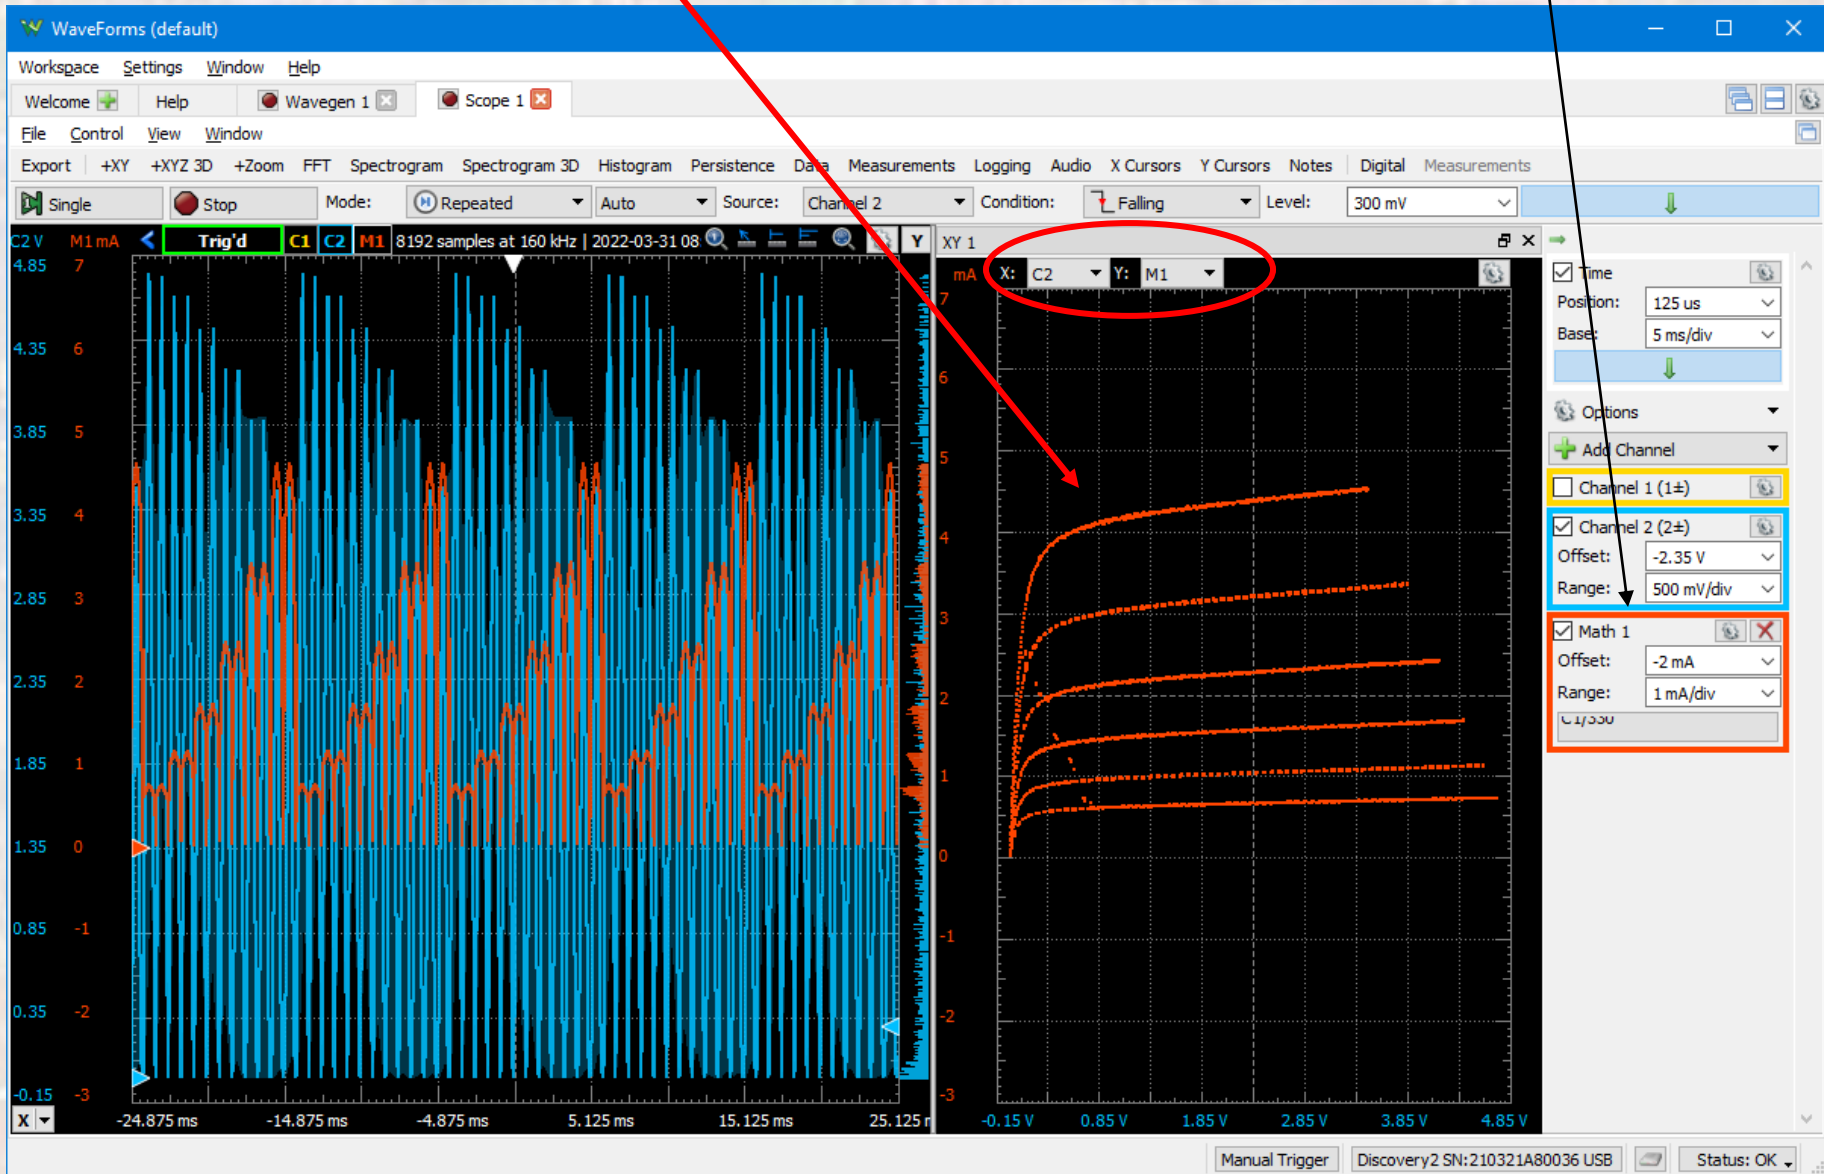 WaveForms (default)
Workspace Settings Window Help
Welcome Help Wavegen 1 Scope 1
File Control View Window
Export +XY +XYZ 3D +Zoom FFT Spectrogram Spectrogram 3D Histogram Persistence Data Measurements Logging Audio X Cursors Y Cursors Notes Digital Measurements
Single Stop Mode: Repeated Auto Source: Channel 2 Condition: Falling Level: 300 mV
C2 V M1 mA Trig'd C1 C2 M1 8192 samples at 160 kHz | 2022-03-31 08 Y
4.85 7
4.35 6
3.85 5
3.35 4
2.85 3
2.35 2
1.85 1
1.35 0
0.85 -1
0.35 -2
-0.15 -3
X -24.875 ms -14.875 ms -4.875 ms 5.125 ms 15.125 ms 25.125
XY 1
mA X: C2 Y: M1
7
6
5
4
3
2
1
0
-1
-2
-3
-0.15 V 0.85 V 1.85 V 2.85 V 3.85 V 4.85 V
Time
Position: 125 us
Base: 5 ms/div
Options
Add Channel
Channel 1 (1±)
Channel 2 (2±)
Offset: -2.35 V
Range: 500 mV/div
Math 1
Offset: -2 mA
Range: 1 mA/div
C1/330
Manual Trigger Discovery2 SN:210321A80036 USB Status: OK